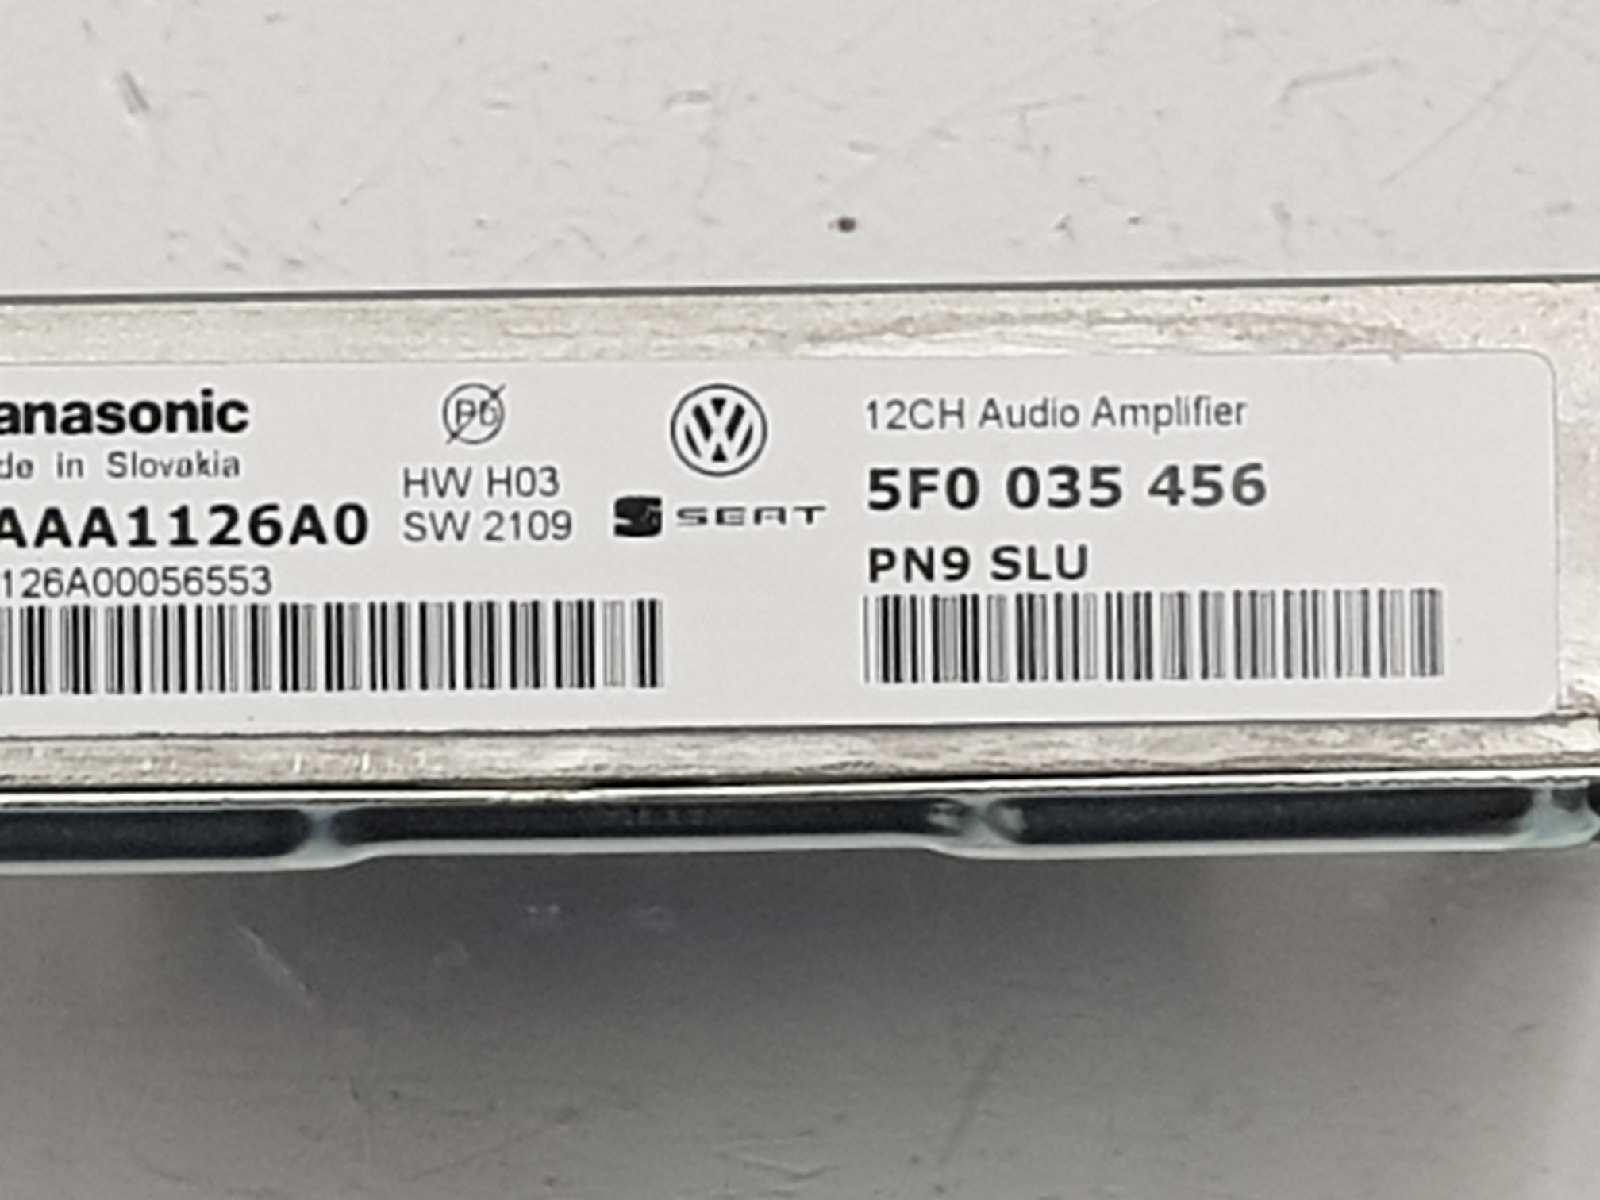 anasonic
de in Slovakia
AAA1126A0
126A00056553
Pb
HW H03
SW 2109
SEAT
12CH Audio Amplifier
5F0 035 456
PN9 SLU